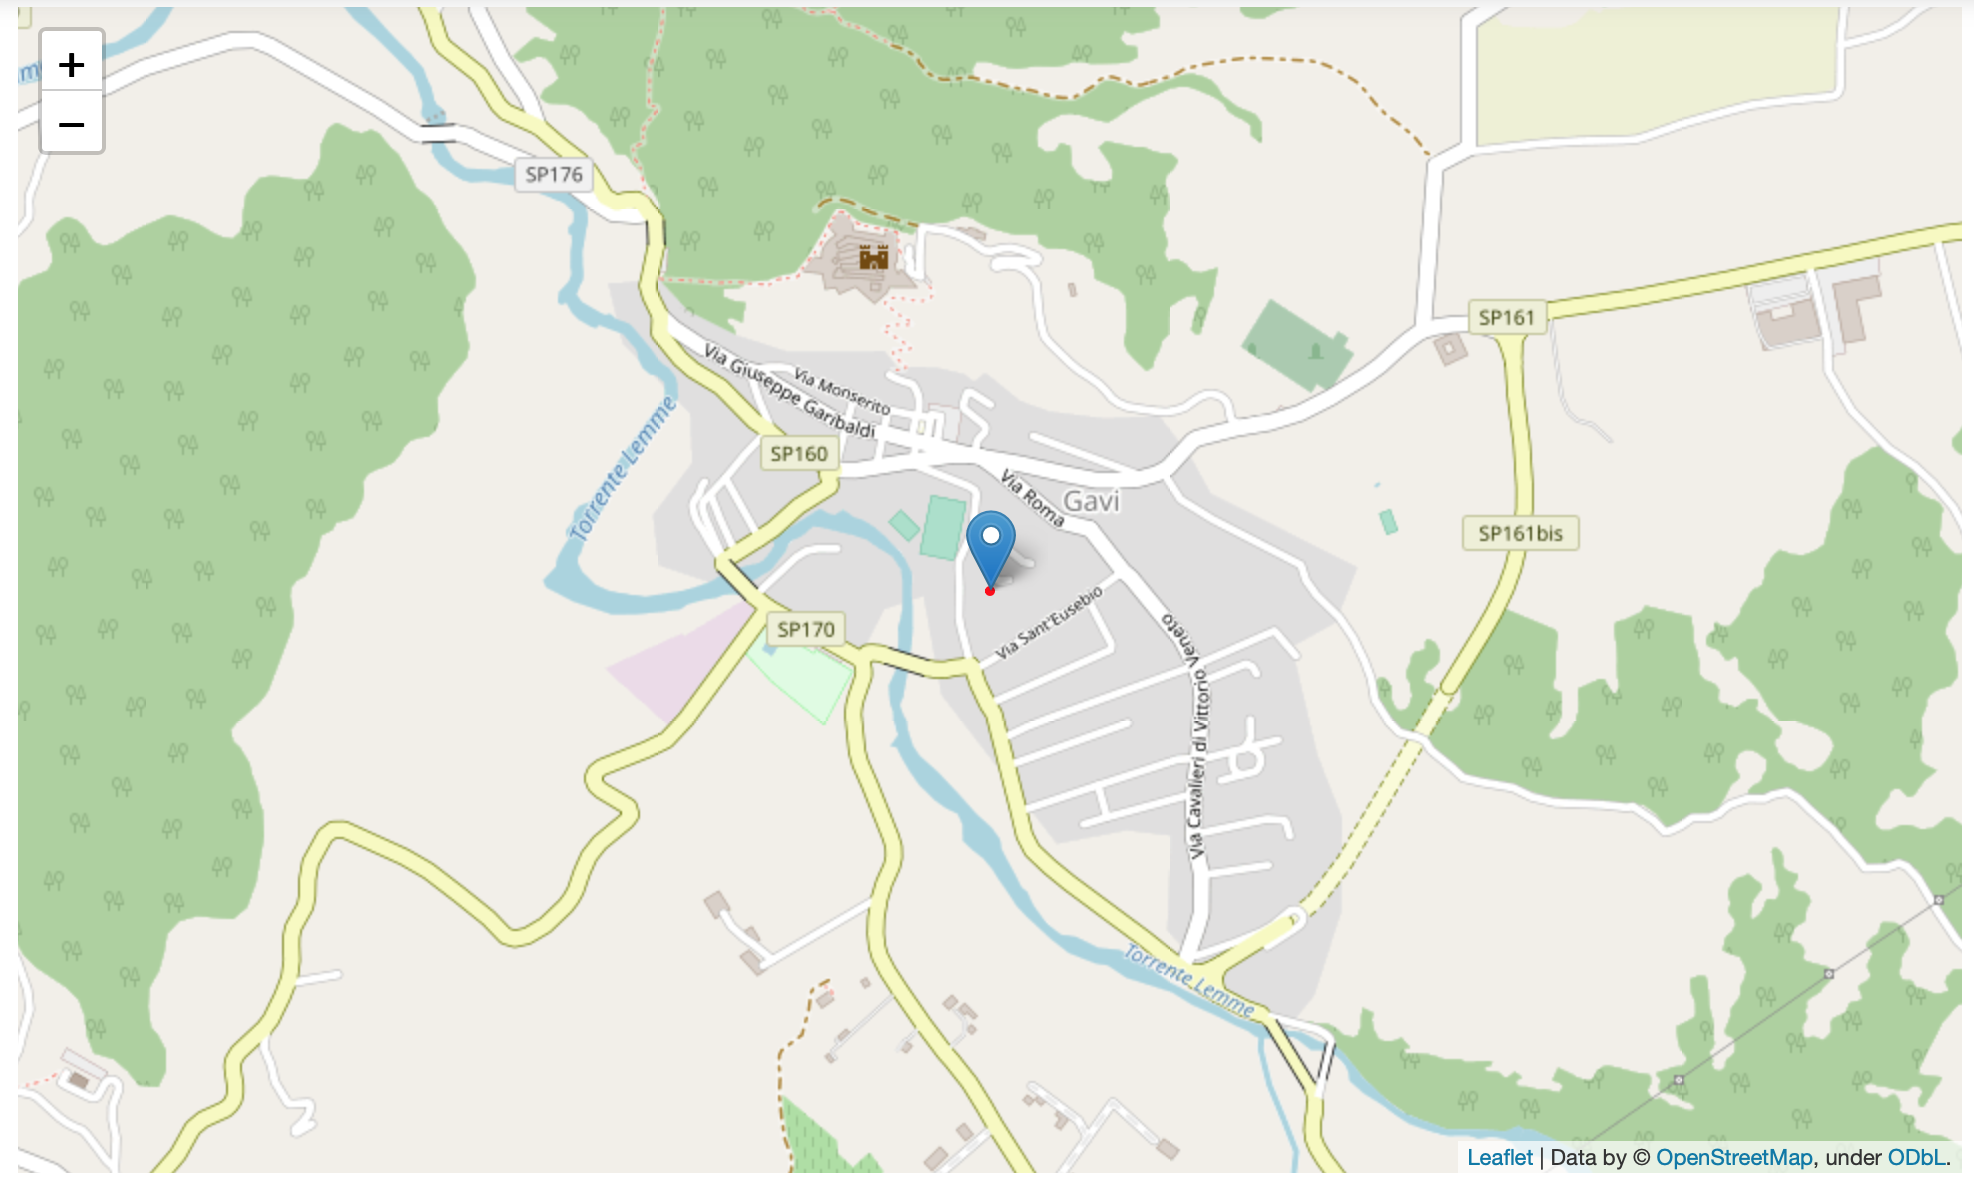 +
−
SP176
Via Giuseppe Garibaldi
Via Monserito
SP161
Torrente Lemme
SP160
Via Roma
Gavi
SP161bis
Via Sant'Eusebio
SP170
Via Cavalieri di Vittorio Veneto
Torrente Lemme
Leaflet | Data by © OpenStreetMap, under ODbL.